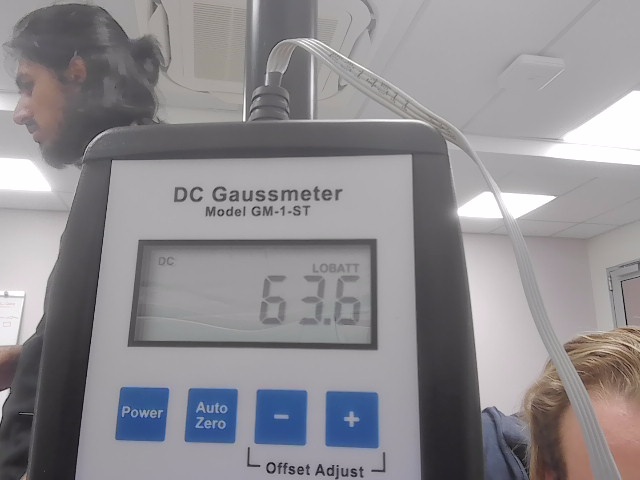 DC Gaussmeter
Model GM-1-ST
DC
LOBATT
63.6
Power
Auto
Zero
-
+
Offset Adjust